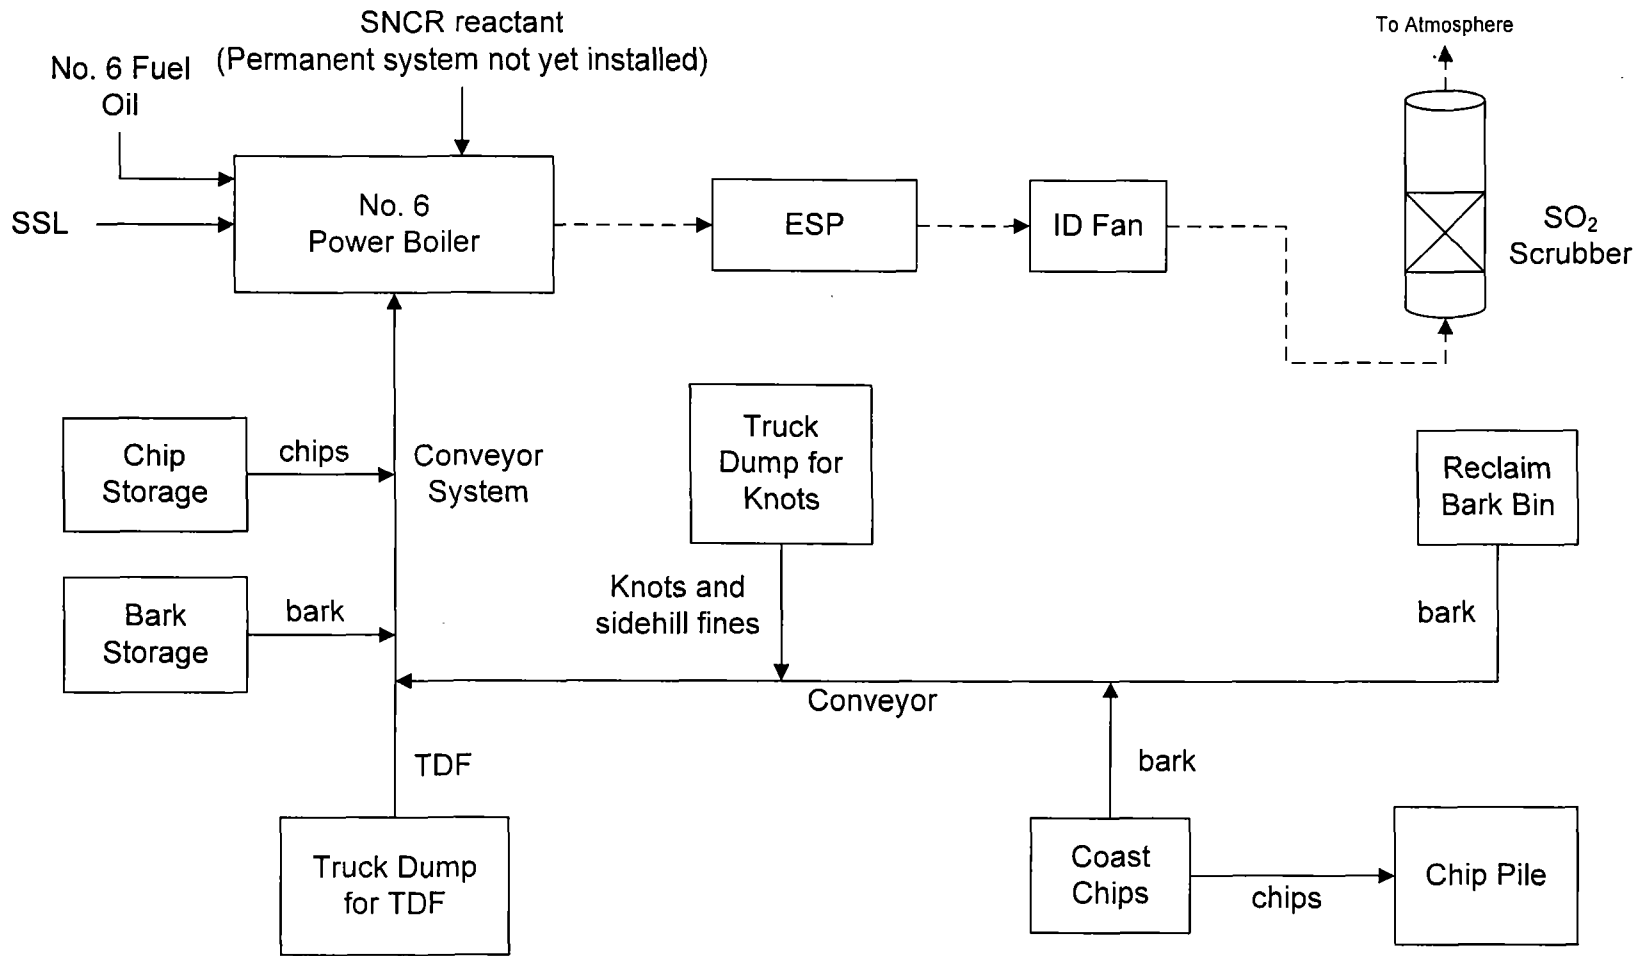 SNCR reactant
(Permanent system not yet installed)
To Atmosphere
No. 6 Fuel
Oil
SSL
No. 6
Power Boiler
ESP
ID Fan
SO₂
Scrubber
Chip
Storage
chips
Conveyor
System
Truck
Dump for
Knots
Reclaim
Bark Bin
Bark
Storage
bark
Knots and
sidehill fines
bark
Conveyor
TDF
bark
Truck Dump
for TDF
Coast
Chips
chips
Chip Pile